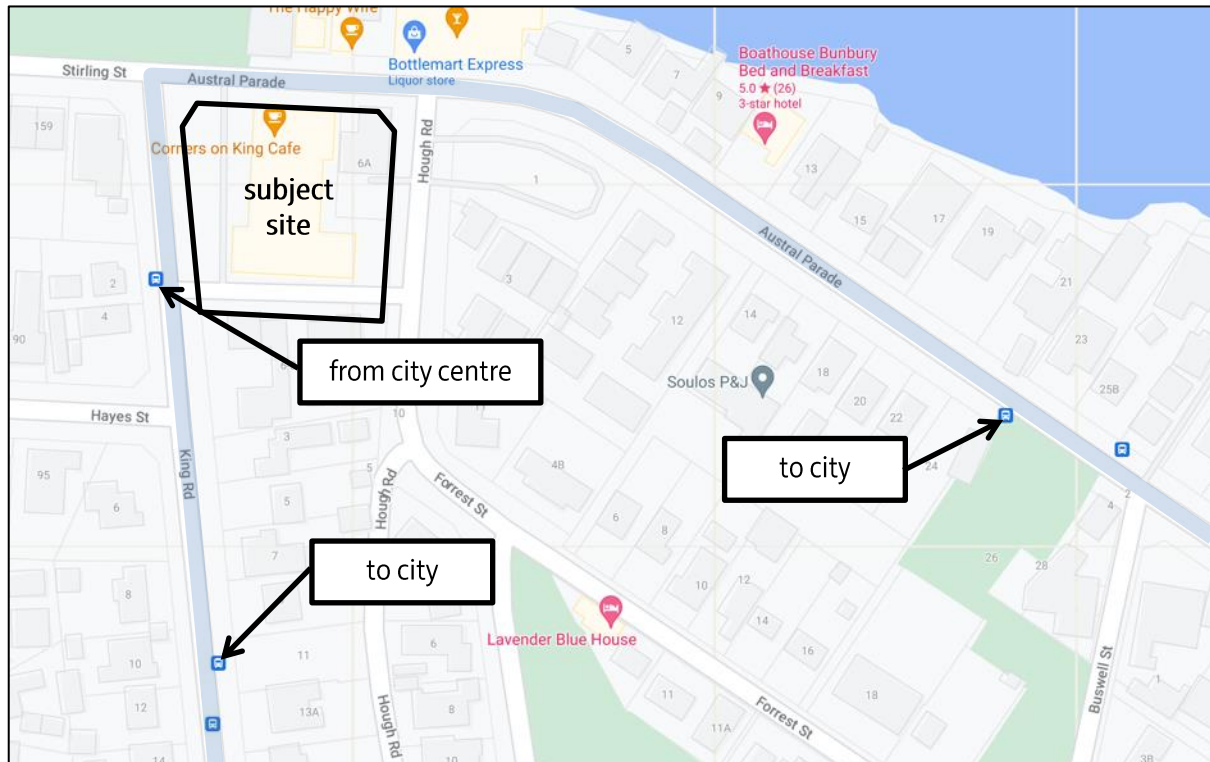 The Happy Wife
Bottlemart Express
Liquor store
Boathouse Bunbury
Bed and Breakfast
5.0 ★ (26)
3-star hotel
Stirling St
Austral Parade
5
7
9
159
Corners on King Cafe
6A
Hough Rd
subject
site
1
13
15
17
19
Austral Parade
21
2
4
90
3
14
12
23
from city centre
Soulos P&J
18
20
22
25B
Hayes St
10
11
to city
24
3
5
4B
King Rd
95
6
5
Hough Rd
Forrest St
2
4
6
8
7
to city
26
28
10
12
8
14
Lavender Blue House
6
16
10
11
Buswell St
11
18
1
12
13A
Hough Rd
8
Forrest St
11A
14
10
3B